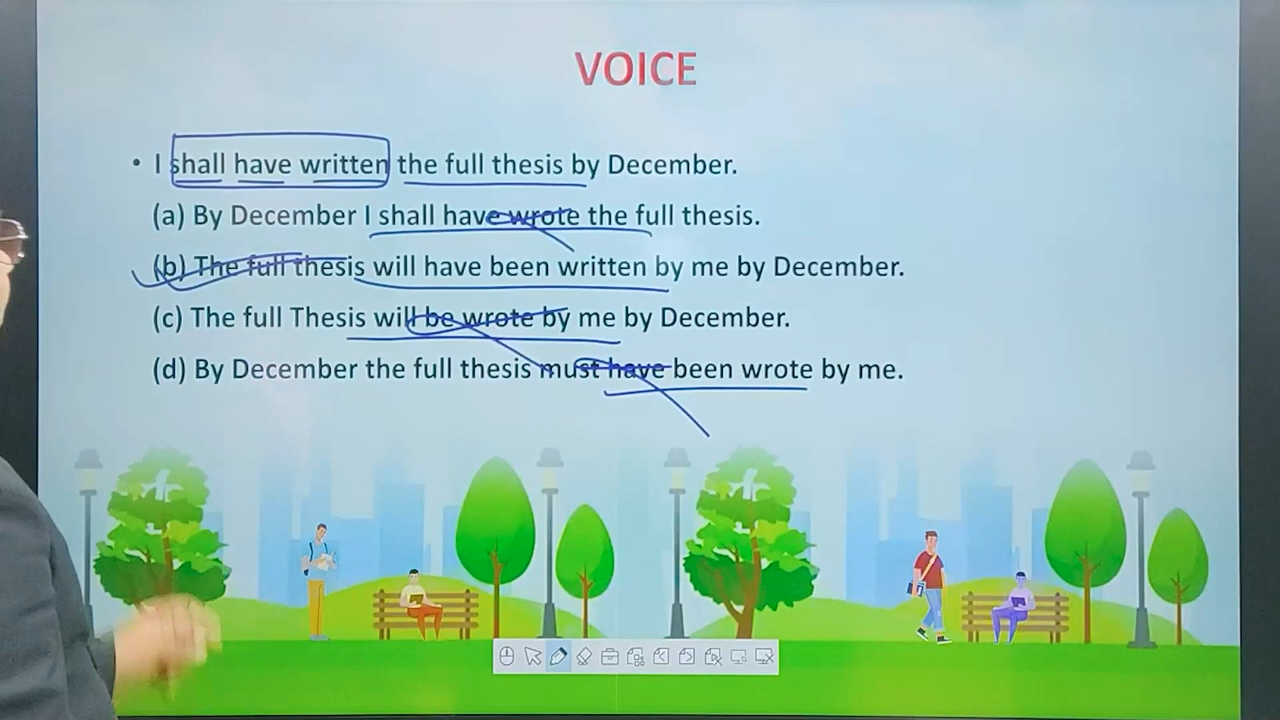 VOICE
• I shall have written the full thesis by December.
(a) By December I shall have wrote the full thesis.
(b) The full thesis will have been written by me by December.
(c) The full Thesis will be wrote by me by December.
(d) By December the full thesis must have been wrote by me.